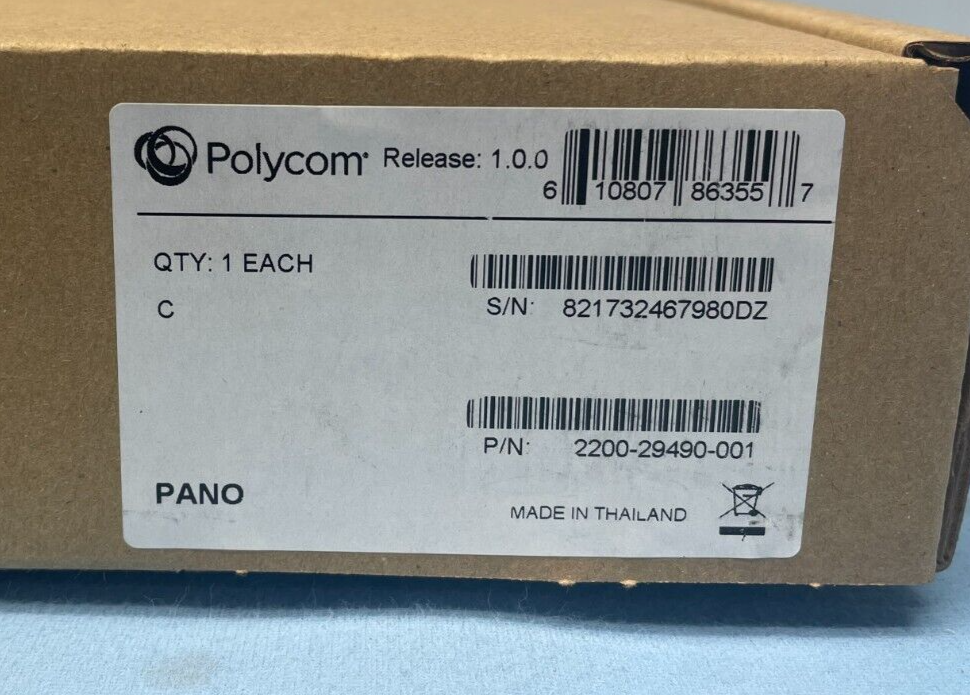 Polycom Release: 1.0.0
6 10807 86355 7
QTY: 1 EACH
C
S/N: 821732467980DZ
P/N: 2200-29490-001
PANO
MADE IN THAILAND